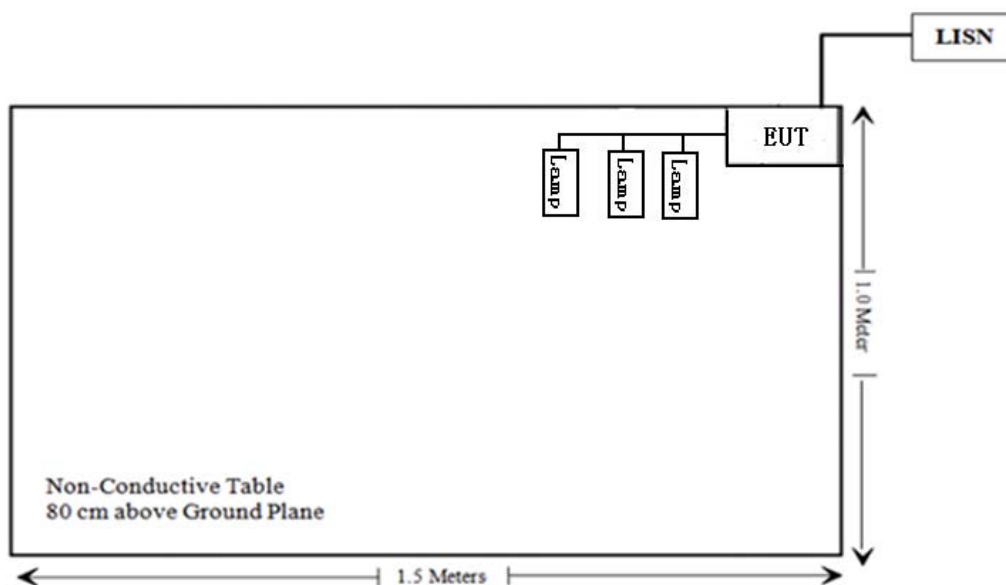 LISN
EUT
Lamp
Lamp
Lamp
1.0 Meter
Non-Conductive Table
80 cm above Ground Plane
1.5 Meters